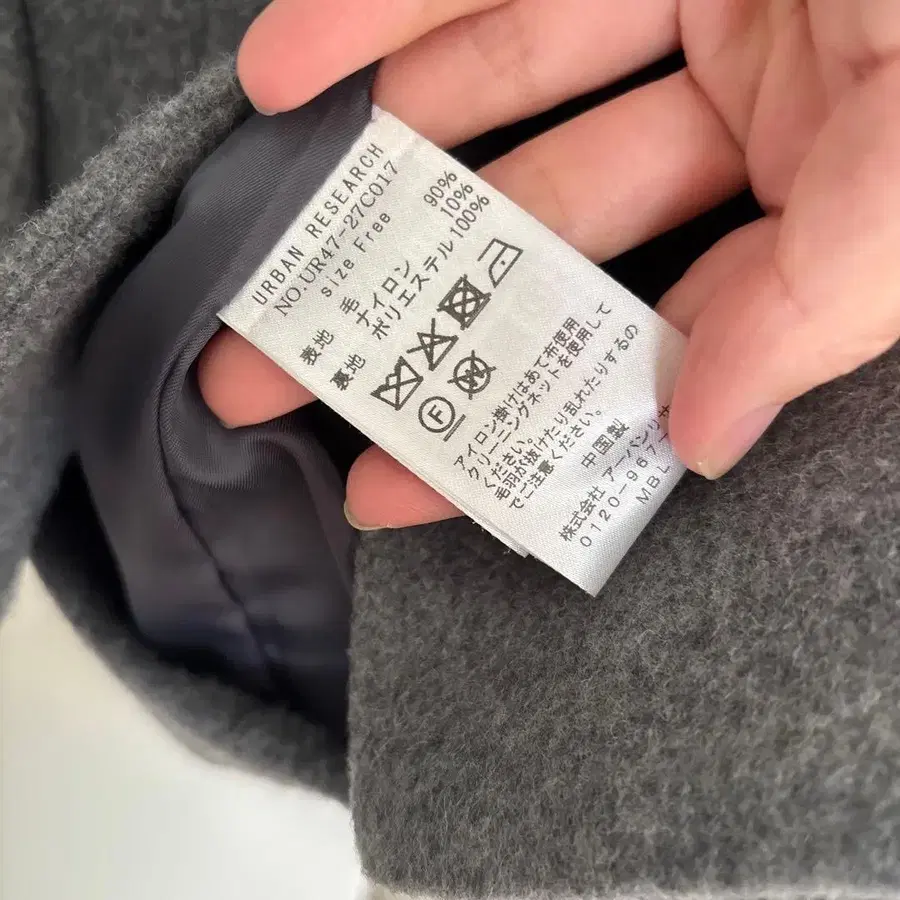 URBAN RESEARCH
NO.UR47-27C017
size Free
表地 毛 90%
ナイロン 10%
裏地 ポリエステル 100%
F
W
アイロン掛けはあて布使用
クリーニングネットを使用して
ください。
毛羽が抜けたり乱れたりするの
でご注意ください。
中国製
株式会社 アーバンリサ
0120-967-
MBL